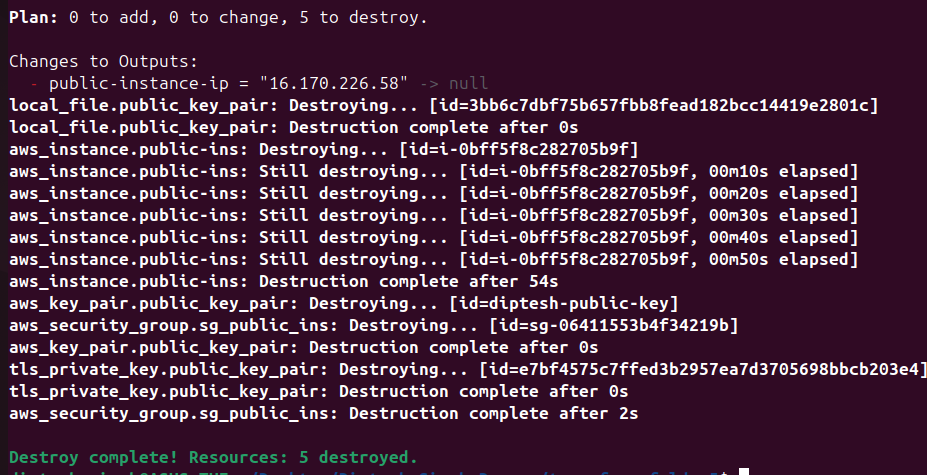 Plan: 0 to add, 0 to change, 5 to destroy.
Changes to Outputs:
- public-instance-ip = "16.170.226.58" -> null
local_file.public_key_pair: Destroying... [id=3bb6c7dbf75b657fbb8fead182bcc14419e2801c]
local_file.public_key_pair: Destruction complete after 0s
aws_instance.public-ins: Destroying... [id=i-0bff5f8c282705b9f]
aws_instance.public-ins: Still destroying... [id=i-0bff5f8c282705b9f, 00m10s elapsed]
aws_instance.public-ins: Still destroying... [id=i-0bff5f8c282705b9f, 00m20s elapsed]
aws_instance.public-ins: Still destroying... [id=i-0bff5f8c282705b9f, 00m30s elapsed]
aws_instance.public-ins: Still destroying... [id=i-0bff5f8c282705b9f, 00m40s elapsed]
aws_instance.public-ins: Still destroying... [id=i-0bff5f8c282705b9f, 00m50s elapsed]
aws_instance.public-ins: Destruction complete after 54s
aws_key_pair.public_key_pair: Destroying... [id=diptesh-public-key]
aws_security_group.sg_public_ins: Destroying... [id=sg-06411553b4f34219b]
aws_key_pair.public_key_pair: Destruction complete after 0s
tls_private_key.public_key_pair: Destroying... [id=e7bf4575c7ffed3b2957ea7d3705698bbcb203e4]
tls_private_key.public_key_pair: Destruction complete after 0s
aws_security_group.sg_public_ins: Destruction complete after 2s
Destroy complete! Resources: 5 destroyed.